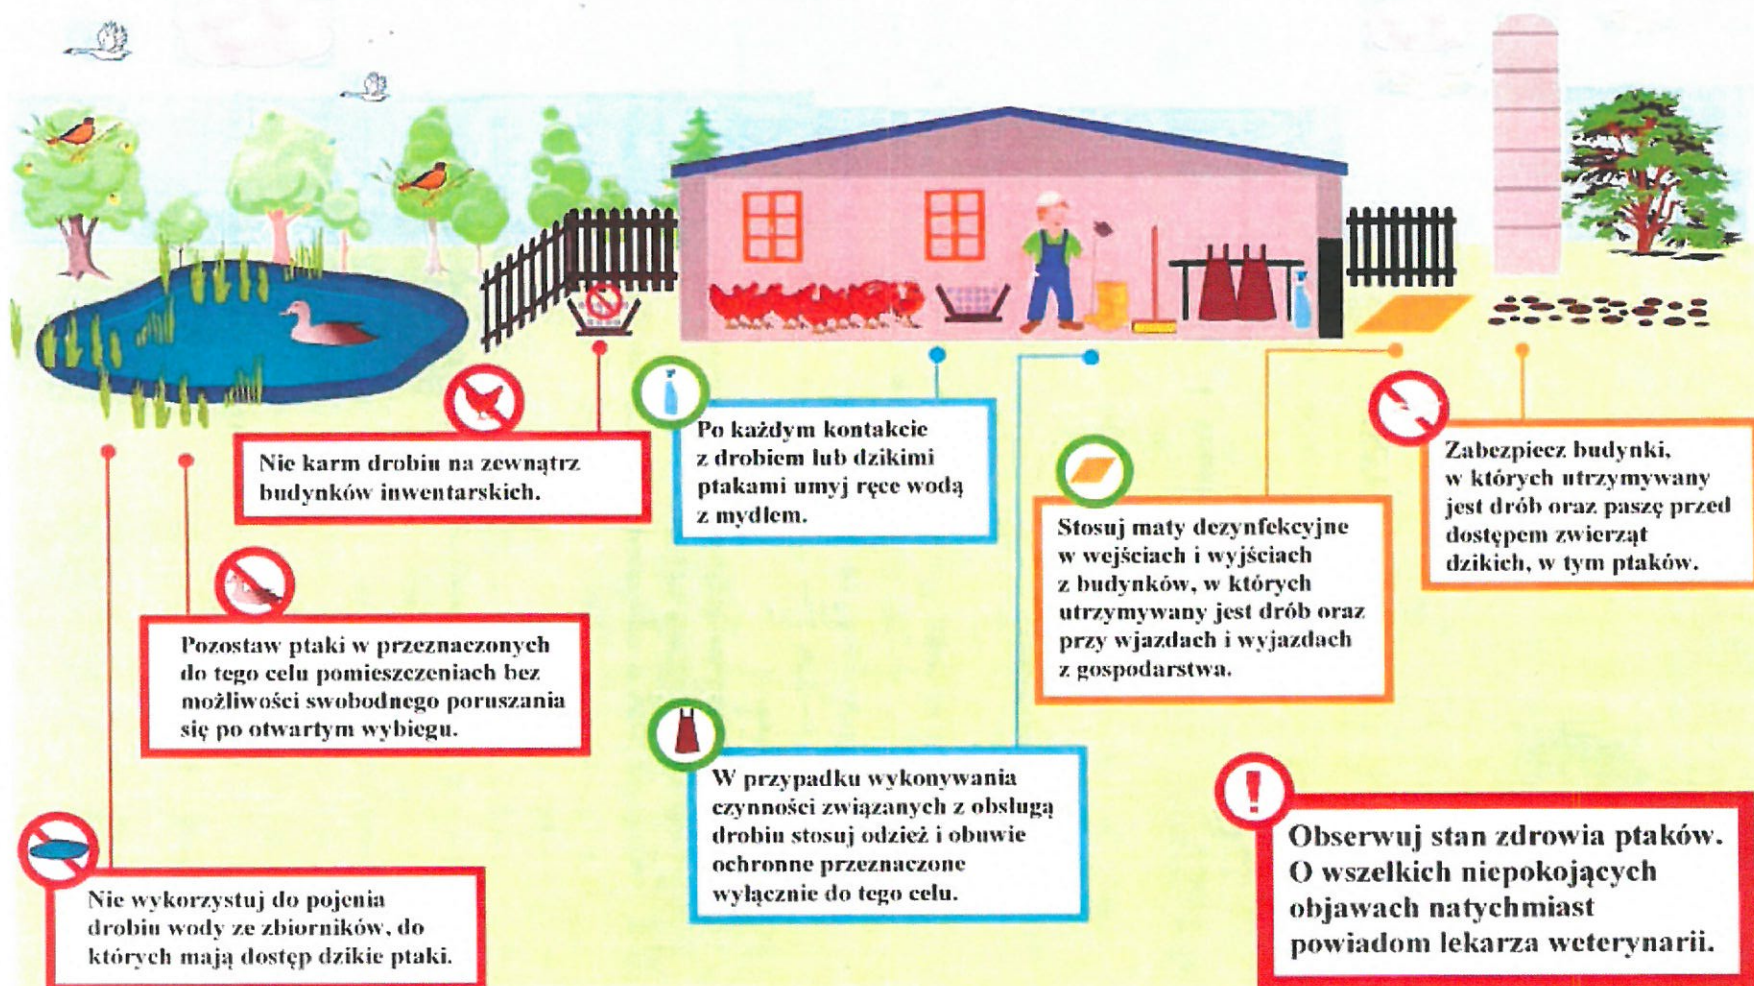 Nie karm drobiu na zewnątrz
budynków inwentarskich.
Po każdym kontakcie
z drobiem lub dzikimi
ptakami umyj ręce wodą
z mydłem.
Zabezpiecz budynki,
w których utrzymywany
jest drób oraz paszę przed
dostępem zwierząt
dzikich, w tym ptaków.
Stosuj maty dezynfekcyjne
w wejściach i wyjściach
z budynków, w których
utrzymywany jest drób oraz
przy wjazdach i wyjazdach
z gospodarstwa.
Pozostaw ptaki w przeznaczonych
do tego celu pomieszczeniach bez
możliwości swobodnego poruszania
się po otwartym wybiegu.
W przypadku wykonywania
czynności związanych z obsługą
drobiu stosuj odzież i obuwie
ochronne przeznaczone
wyłącznie do tego celu.
Nie wykorzystuj do pojenia
drobiu wody ze zbiorników, do
których mają dostęp dzikie ptaki.
!
Obserwuj stan zdrowia ptaków.
O wszelkich niepokojących
objawach natychmiast
powiadom lekarza weterynarii.